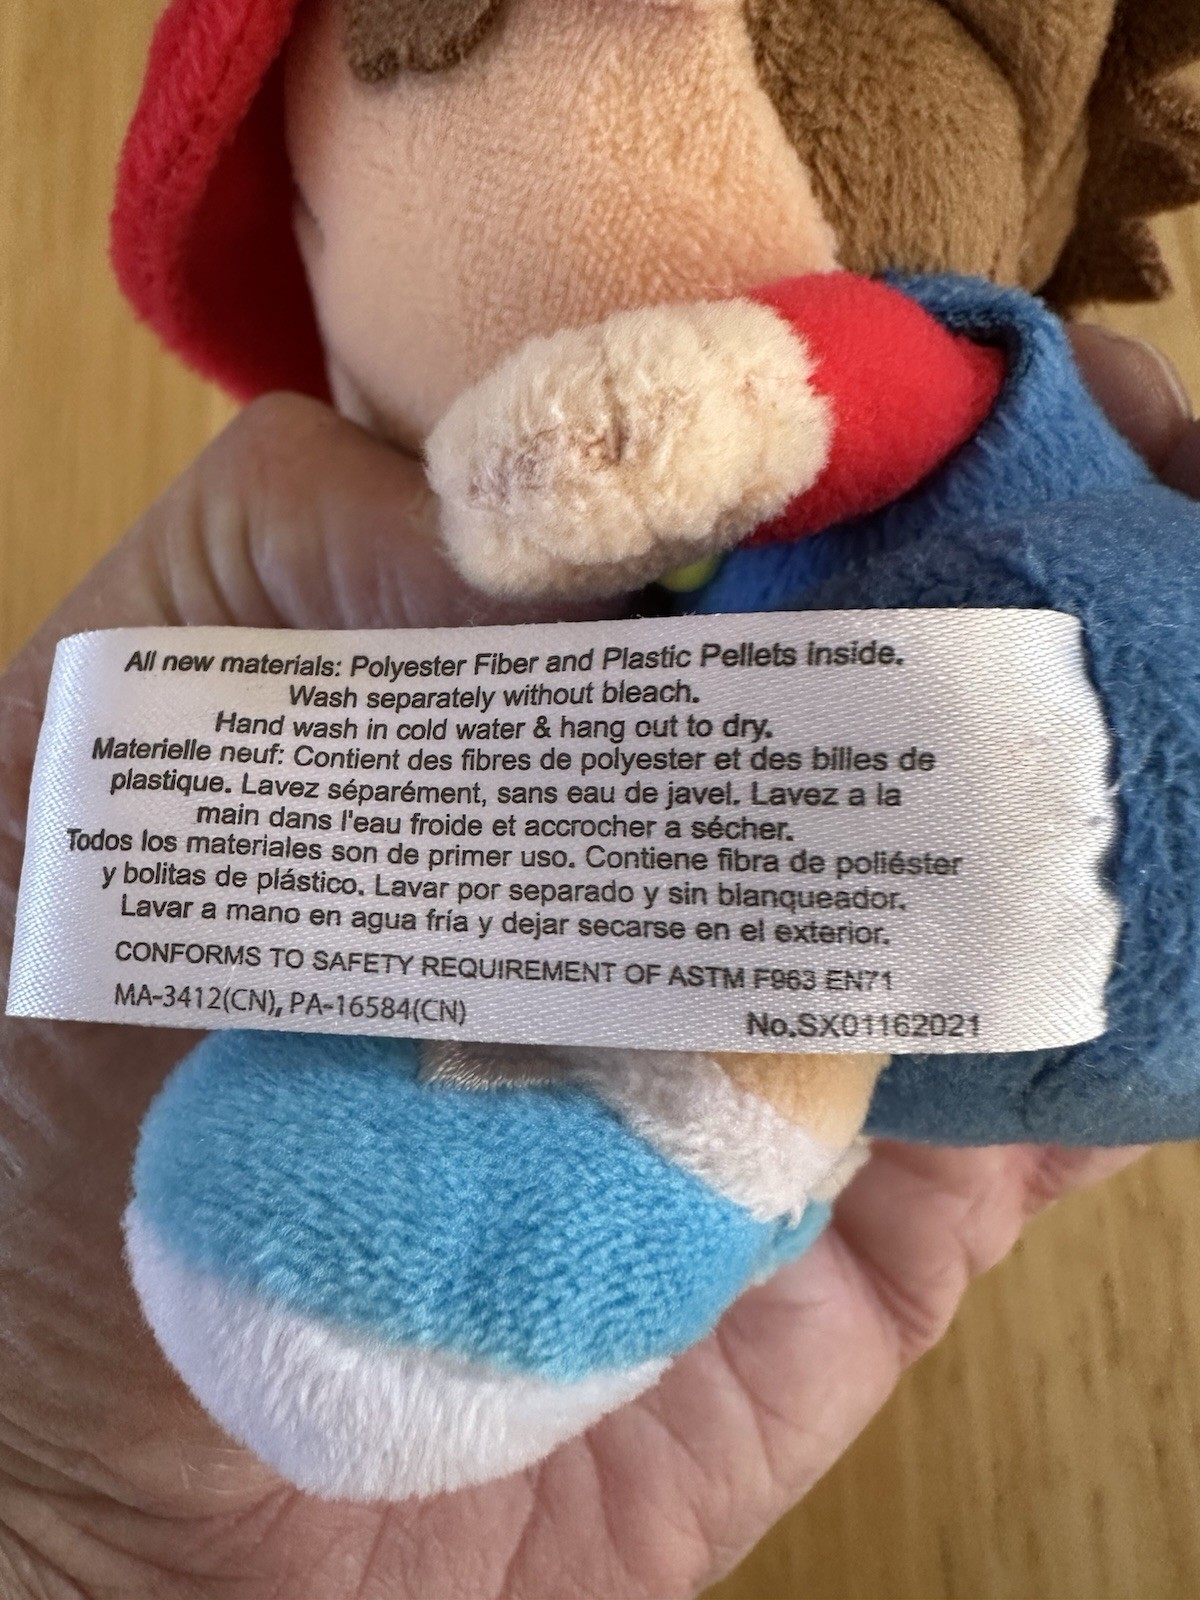 All new materials: Polyester Fiber and Plastic Pellets inside.
Wash separately without bleach.
Hand wash in cold water & hang out to dry.
Materielle neuf: Contient des fibres de polyester et des billes de
plastique. Lavez séparément, sans eau de javel. Lavez a la
main dans l'eau froide et accrocher a sécher.
Todos los materiales son de primer uso. Contiene fibra de poliéster
y bolitas de plástico. Lavar por separado y sin blanqueador.
Lavar a mano en agua fría y dejar secarse en el exterior.
CONFORMS TO SAFETY REQUIREMENT OF ASTM F963 EN71
MA-3412(CN), PA-16584(CN)
No.SX01162021